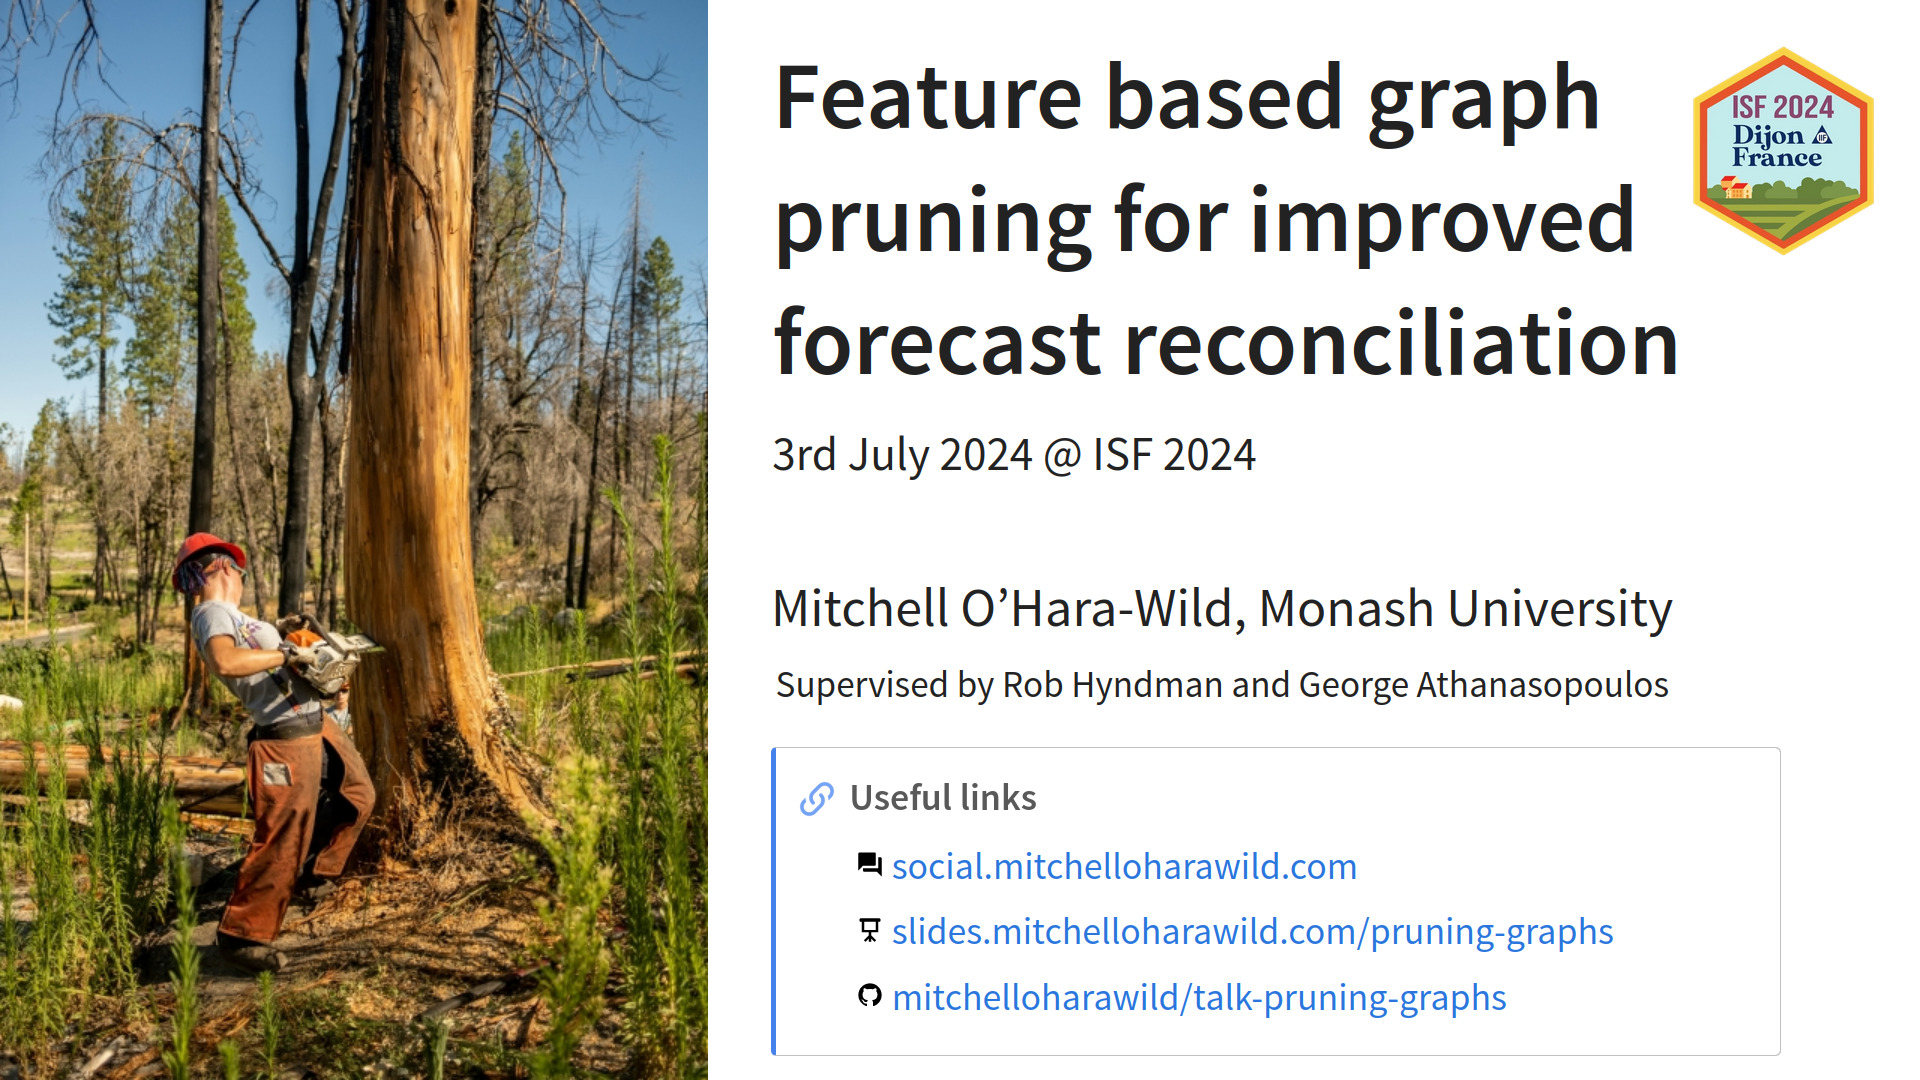 Feature based graph
pruning for improved
forecast reconciliation
ISF 2024
Dijon
IIF
France
3rd July 2024 @ ISF 2024
Mitchell O’Hara-Wild, Monash University
Supervised by Rob Hyndman and George Athanasopoulos
Useful links
social.mitchelloharawild.com
slides.mitchelloharawild.com/pruning-graphs
mitchelloharawild/talk-pruning-graphs